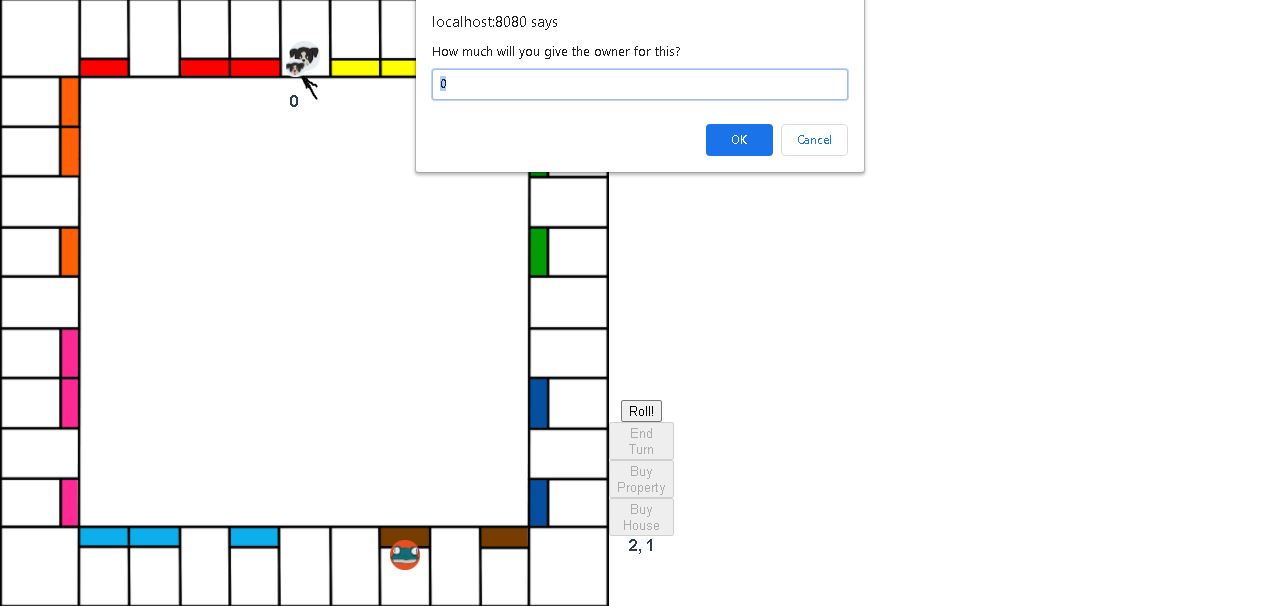 localhost:8080 says
How much will you give the owner for this?
0
OK
Cancel
0
Roll!
End
Turn
Buy
Property
Buy
House
2, 1